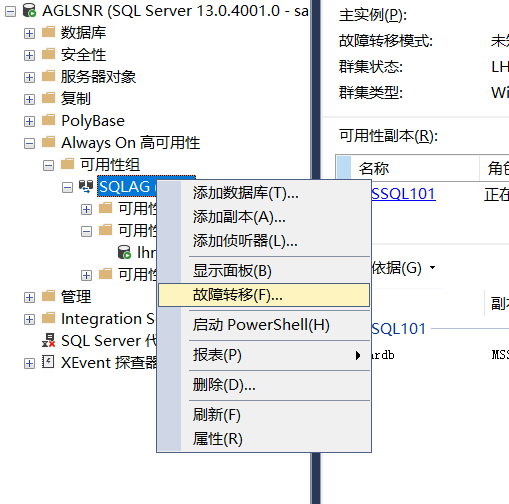 AGLSNR (SQL Server 13.0.4001.0 - sa
数据库
安全性
服务器对象
复制
PolyBase
Always On 高可用性
可用性组
SQLAG (
可用性
可用性
lhr
可用性
管理
Integration S
SQL Server 代
XEvent 探查器
添加数据库(T)...
添加副本(A)...
添加侦听器(L)...
显示面板(B)
故障转移(F)...
启动 PowerShell(H)
报表(P)
删除(D)...
刷新(F)
属性(R)
主实例(P):
故障转移模式: 未知
群集状态: LH
群集类型: Wi
可用性副本(R):
名称 角色
SSQL101 正在
依据(G)
副本
SQL101
rdb MSS